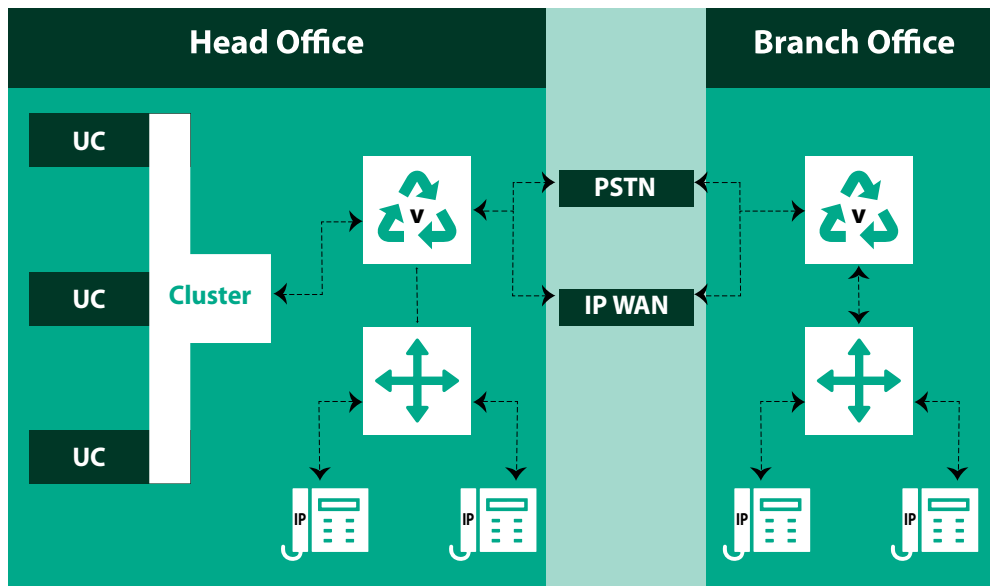 Head Office
Branch Office
UC
V
V
PSTN
UC
Cluster
IP WAN
UC
IP
IP
IP
IP